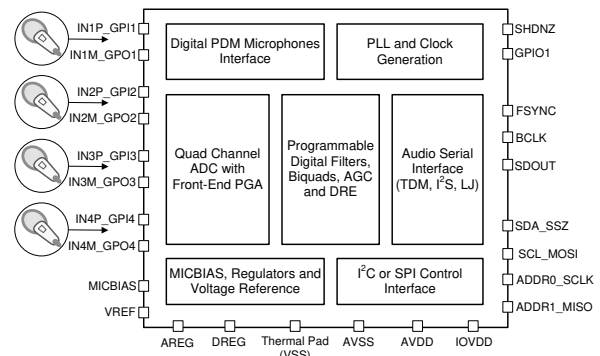 IN1P_GPI1
IN1M_GPO1
IN2P_GPI2
IN2M_GPO2
IN3P_GPI3
IN3M_GPO3
IN4P_GPI4
IN4M_GPO4
MICBIAS
VREF
Digital PDM Microphones
Interface
PLL and Clock
Generation
Quad Channel
ADC with
Front-End PGA
Programmable
Digital Filters,
Biquads, AGC
and DRE
Audio Serial
Interface
(TDM, I²S, LJ)
MICBIAS, Regulators and
Voltage Reference
I²C or SPI Control
Interface
SHDNZ
GPIO1
FSYNC
BCLK
SDOUT
SDA_SSZ
SCL_MOSI
ADDR0_SCLK
ADDR1_MISO
AREG
DREG
Thermal Pad
(VSS)
AVSS
AVDD
IOVDD